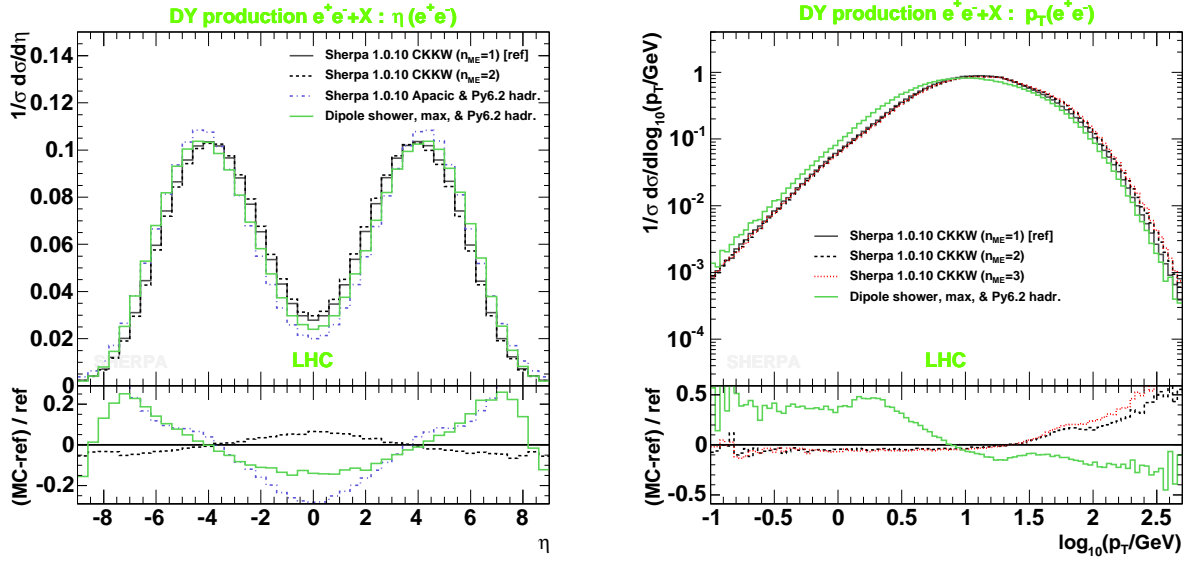 DY production e⁺e⁻+X : η (e⁺e⁻)
1/σ dσ/dη
0.14
0.12
0.1
0.08
0.06
0.04
0.02
0
Sherpa 1.0.10 CKKW (n_ME=1) [ref]
Sherpa 1.0.10 CKKW (n_ME=2)
Sherpa 1.0.10 Apacic & Py6.2 hadr.
Dipole shower, max, & Py6.2 hadr.
SHERPA
LHC
(MC-ref) / ref
0.2
0
-0.2
-8 -6 -4 -2 0 2 4 6 8
η
DY production e⁺e⁻+X : p_T(e⁺e⁻)
1/σ dσ/dlog₁₀(p_T/GeV)
1
10⁻¹
10⁻²
10⁻³
10⁻⁴
Sherpa 1.0.10 CKKW (n_ME=1) [ref]
Sherpa 1.0.10 CKKW (n_ME=2)
Sherpa 1.0.10 CKKW (n_ME=3)
Dipole shower, max, & Py6.2 hadr.
SHERPA
LHC
(MC-ref) / ref
0.5
0
-0.5
-1 -0.5 0 0.5 1 1.5 2 2.5
log₁₀(p_T/GeV)